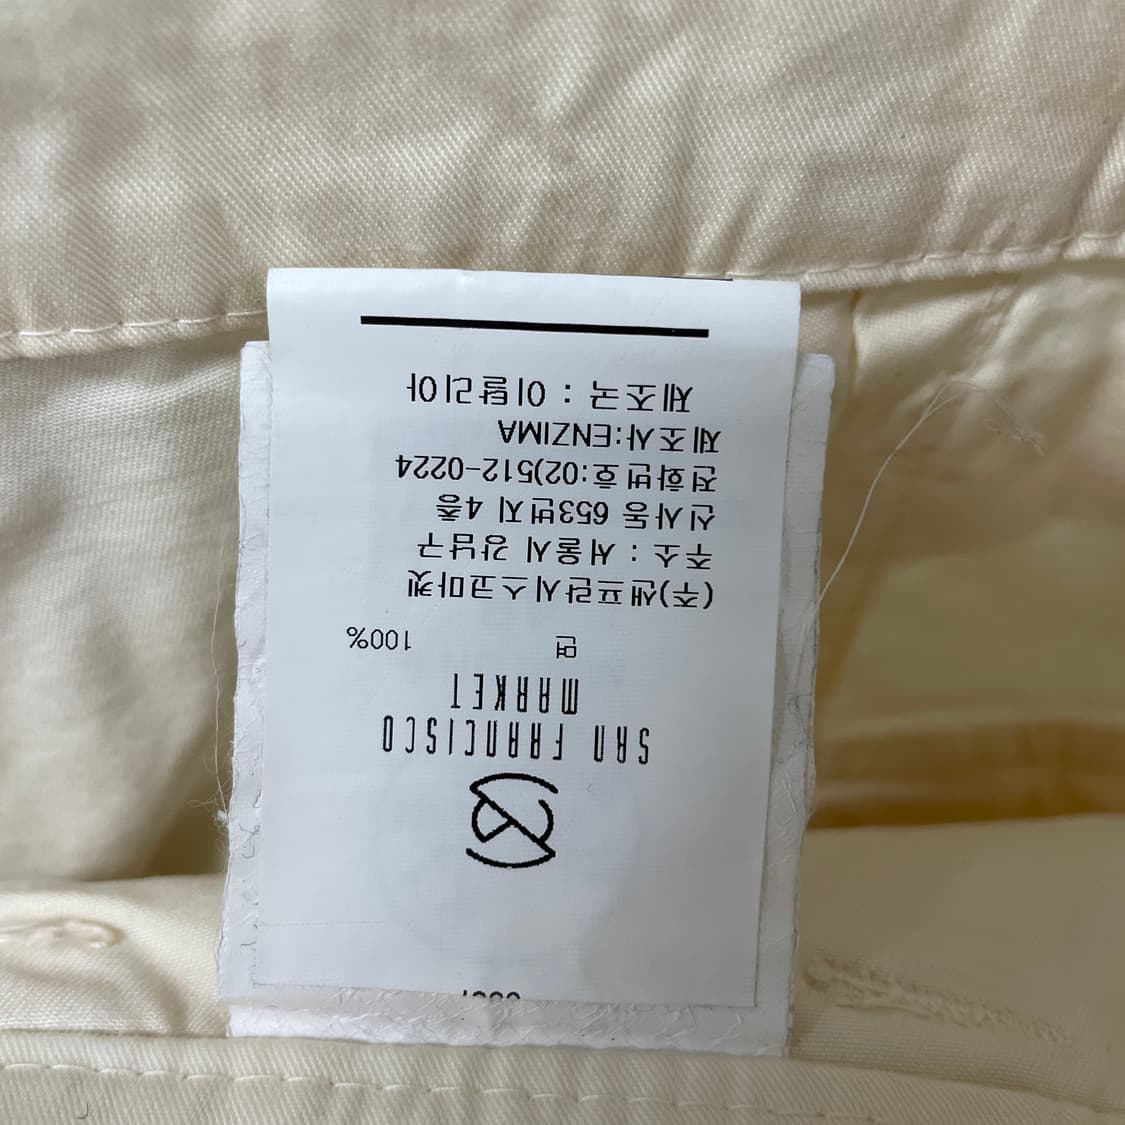 SAN FRANCISCO
MARKET
면 100%
(주)샌프란시스코마켓
주소 : 서울시 강남구
신사동 653번지 4층
전화번호:02)512-0224
제조사:ENZIMA
제조국 : 이탈리아